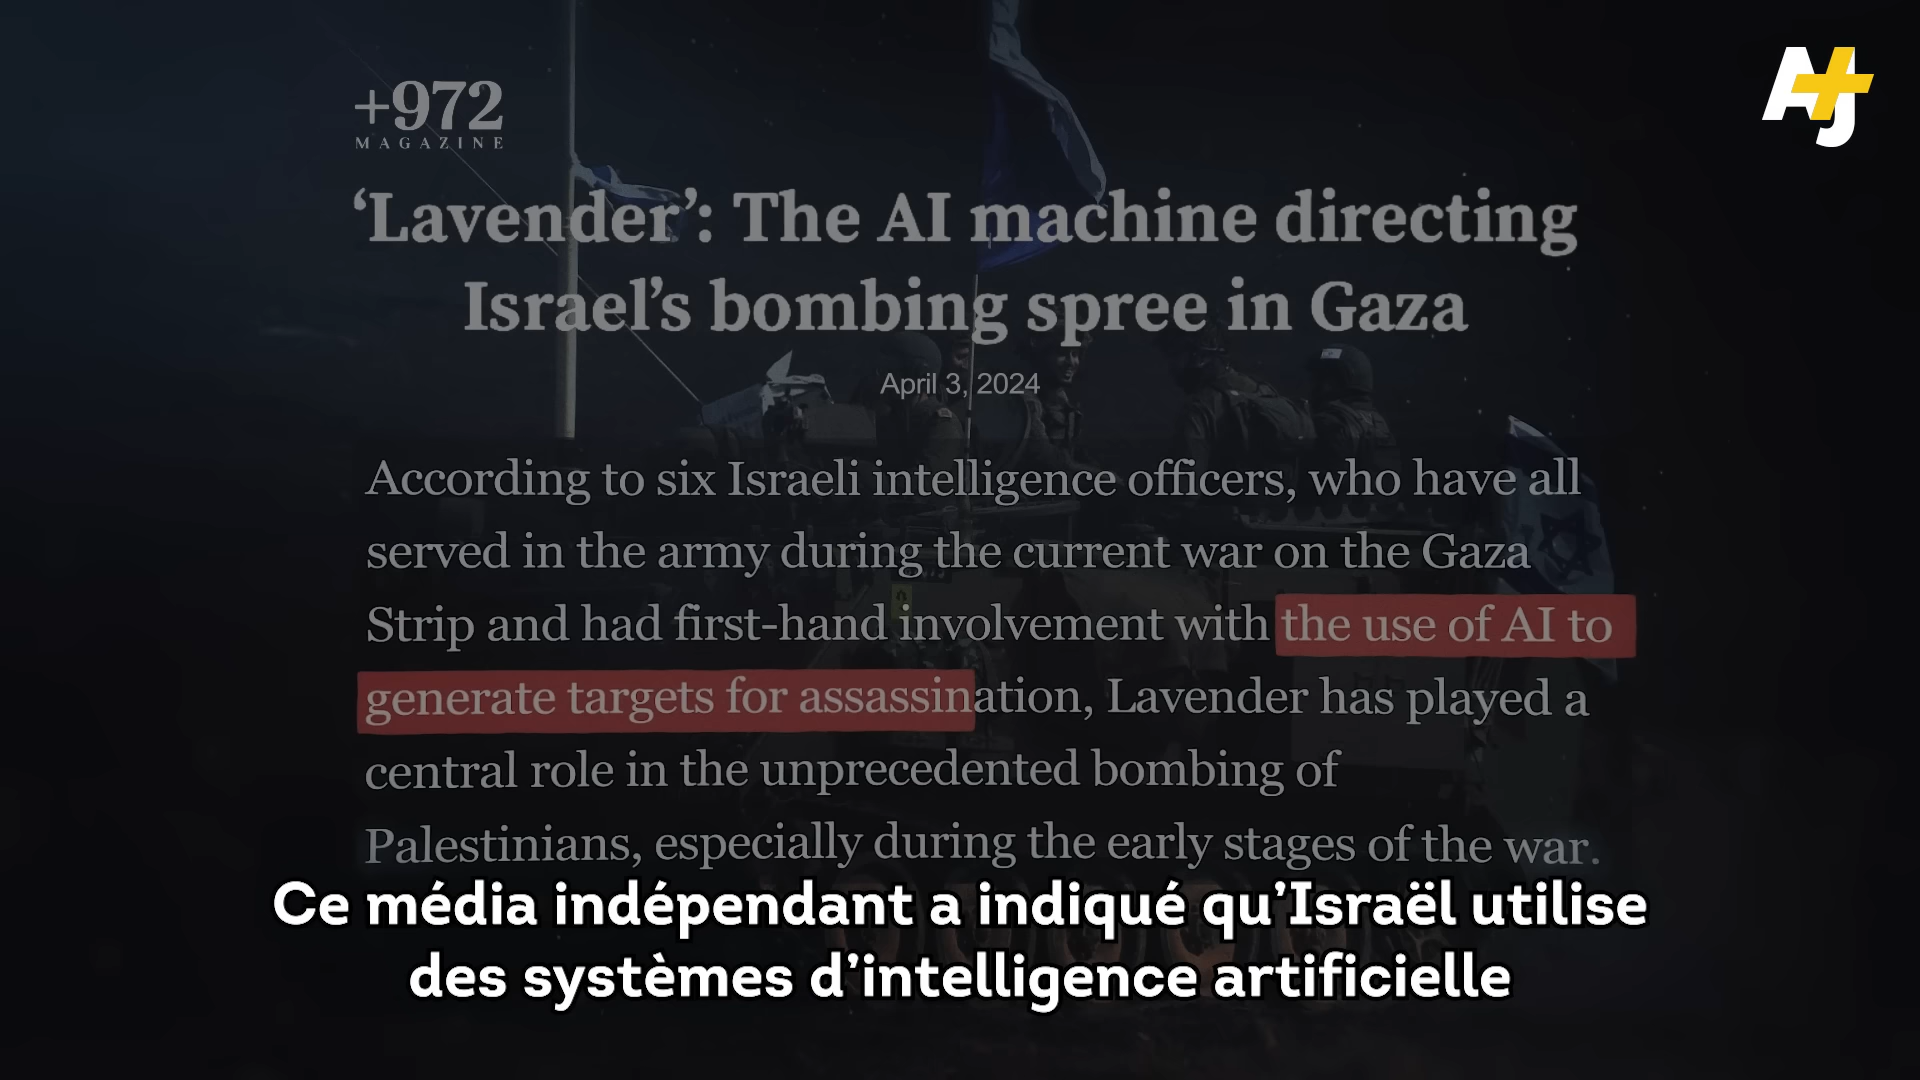 +972
MAGAZINE
AJ+
‘Lavender’: The AI machine directing
Israel’s bombing spree in Gaza
April 3, 2024
According to six Israeli intelligence officers, who have all
served in the army during the current war on the Gaza
Strip and had first-hand involvement with the use of AI to
generate targets for assassination, Lavender has played a
central role in the unprecedented bombing of
Palestinians, especially during the early stages of the war.
Ce média indépendant a indiqué qu’Israël utilise
des systèmes d’intelligence artificielle